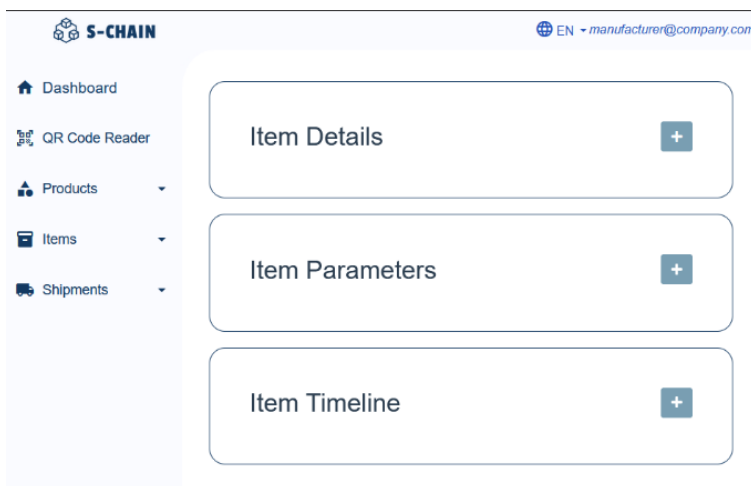 S-CHAIN
EN manufacturer@company.com
Dashboard
QR Code Reader
Products
Items
Shipments
Item Details
+
Item Parameters
+
Item Timeline
+